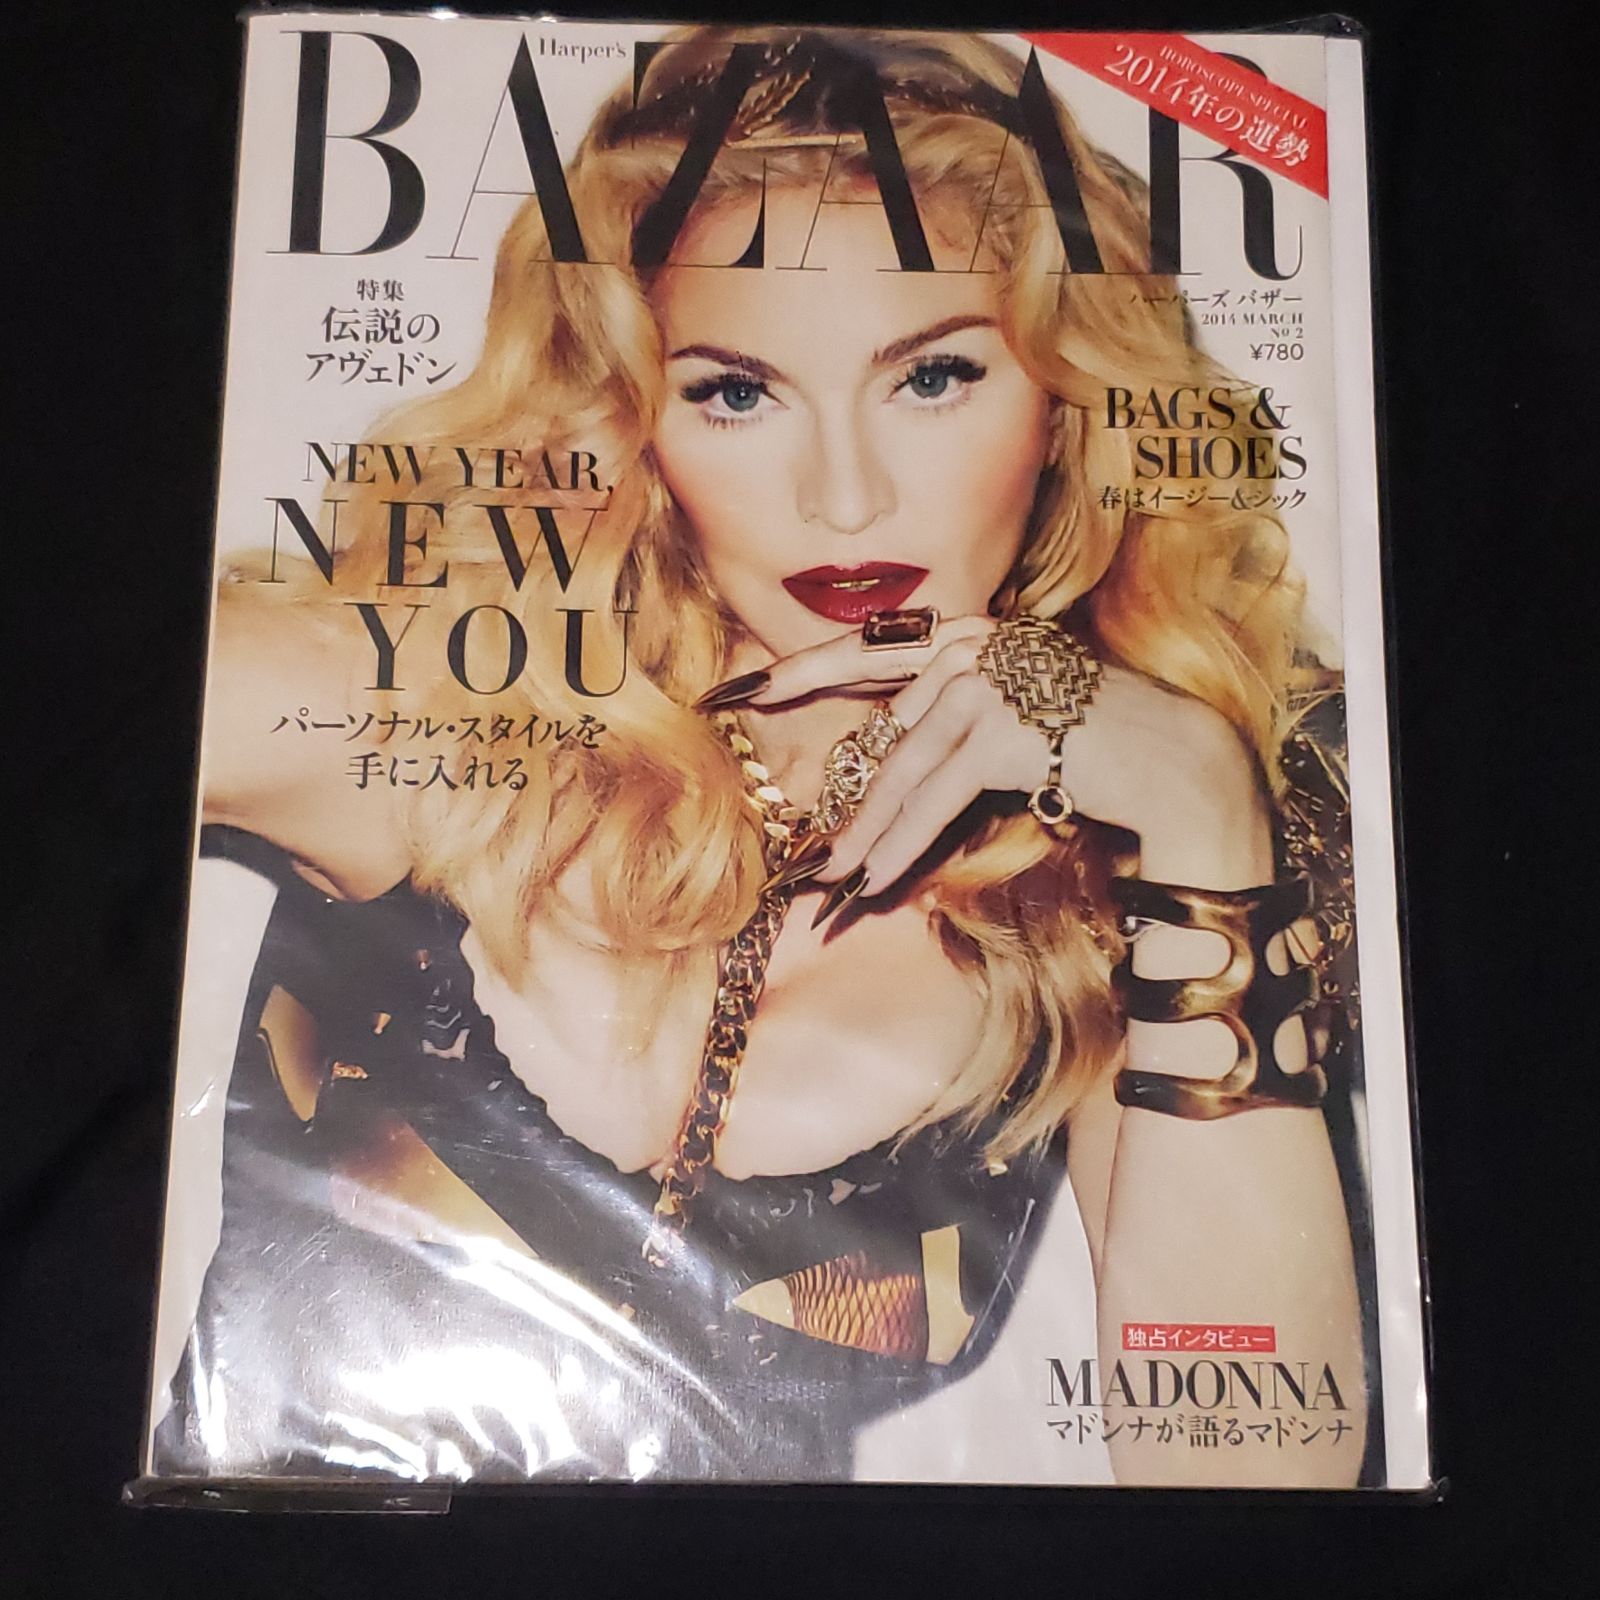 Harper's
BAZAAR
HOROSCOPE SPECIAL
2014年の運勢
ハーパーズ バザー
2014 MARCH
No 2
¥780
特集
伝説の
アヴェドン
BAGS &
SHOES
春はイージー&シック
NEW YEAR,
NEW
YOU
パーソナル・スタイルを
手に入れる
独占インタビュー
MADONNA
マドンナが語るマドンナ